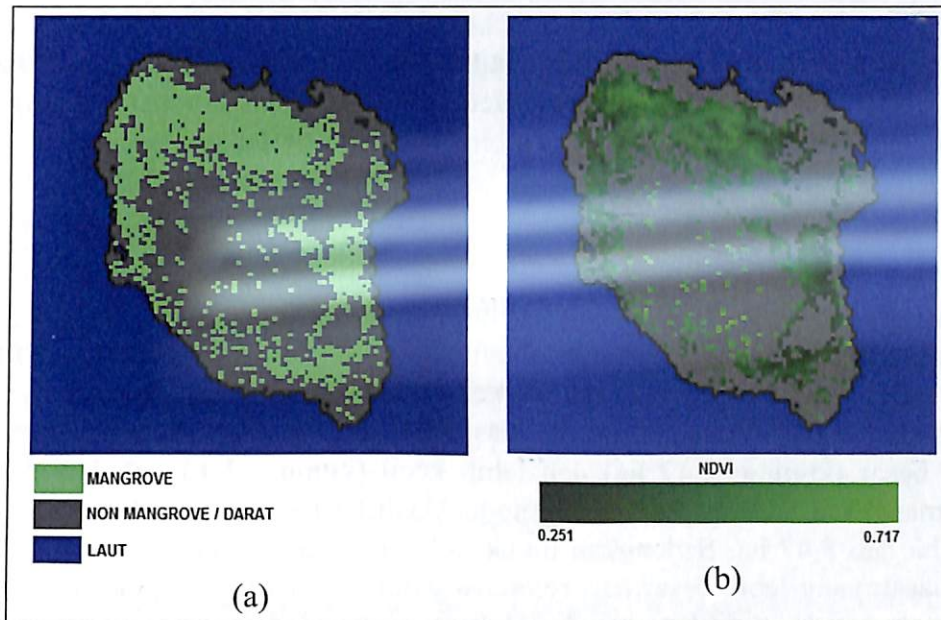 MANGROVE
NON MANGROVE / DARAT
LAUT
(a)
NDVI
0.251 0.717
(b)